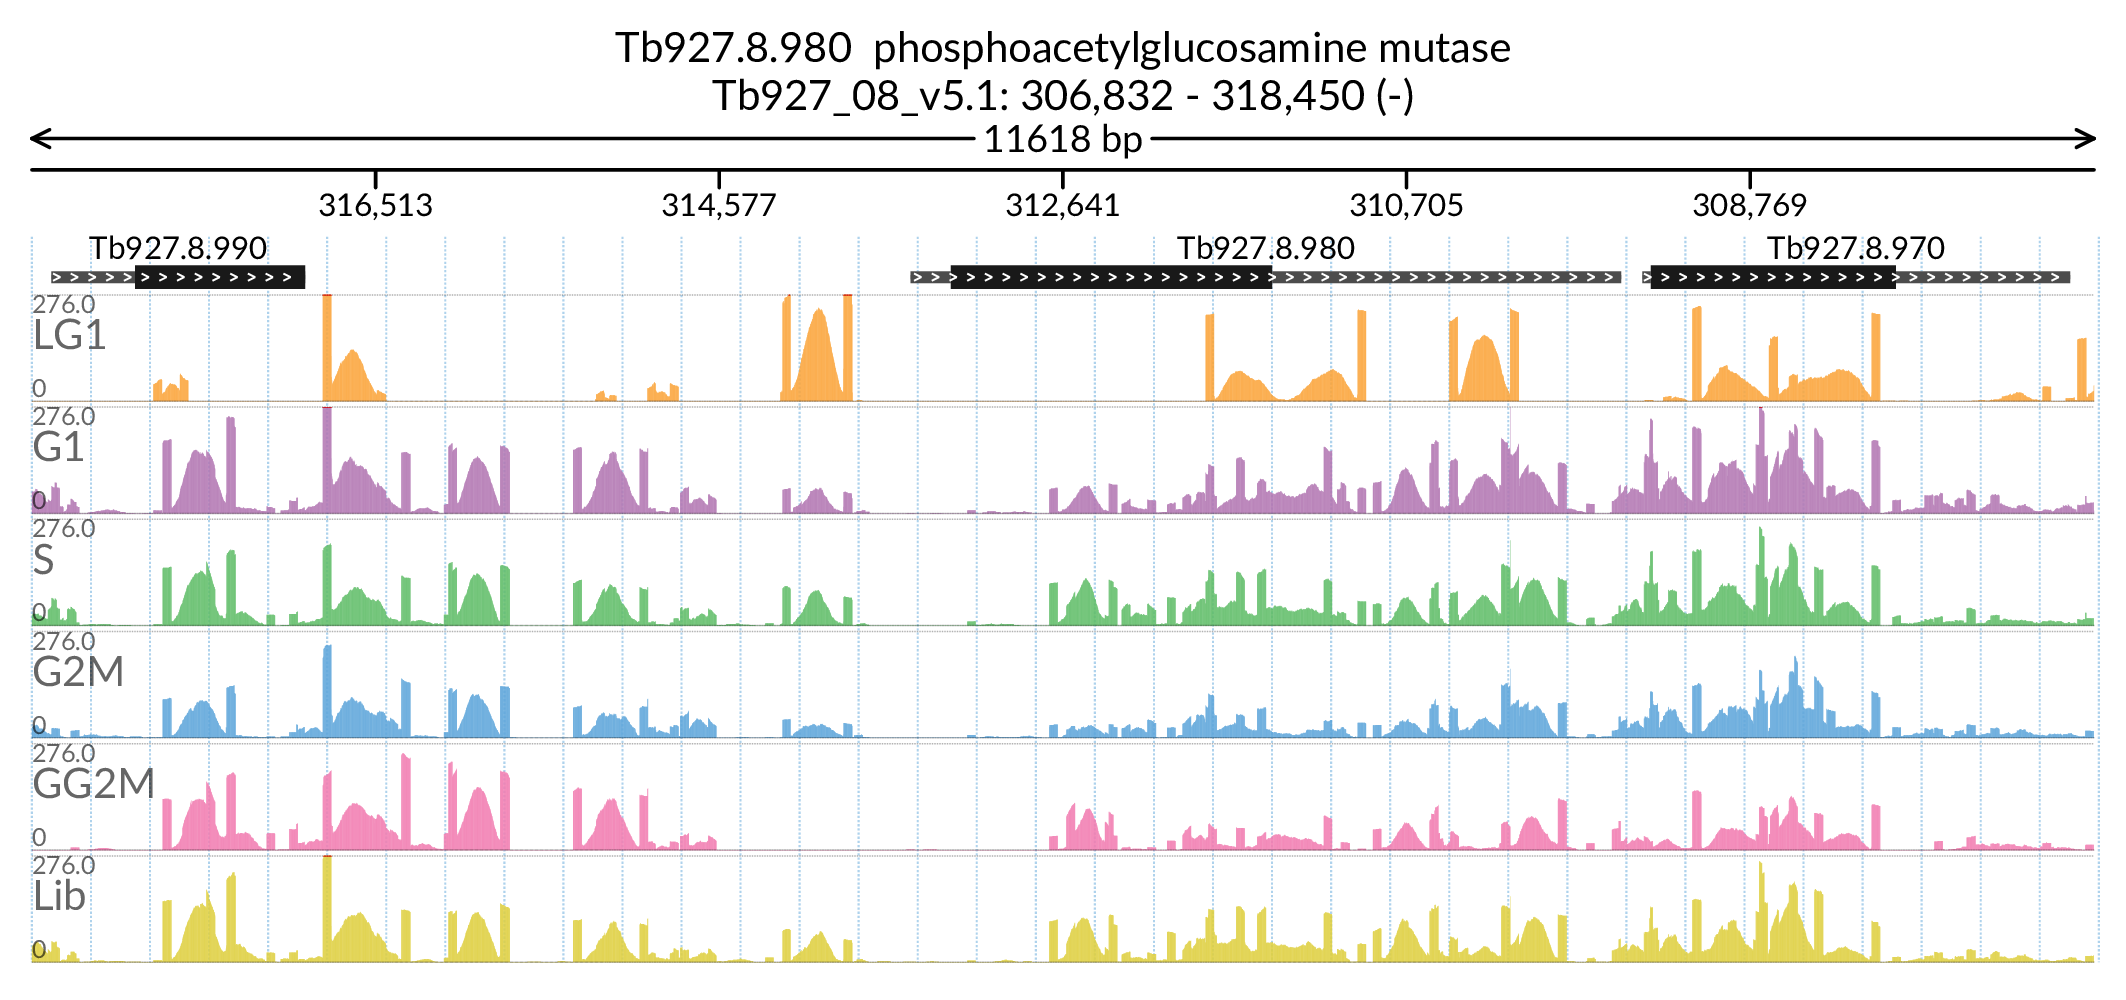 Tb927.8.980 phosphoacetylglucosamine mutase
Tb927_08_v5.1: 306,832 - 318,450 (-)
11618 bp
316,513 314,577 312,641 310,705 308,769
Tb927.8.990 Tb927.8.980 Tb927.8.970
276.0
LG1
0
276.0
G1
0
276.0
S
0
276.0
G2M
0
276.0
GG2M
0
276.0
Lib
0